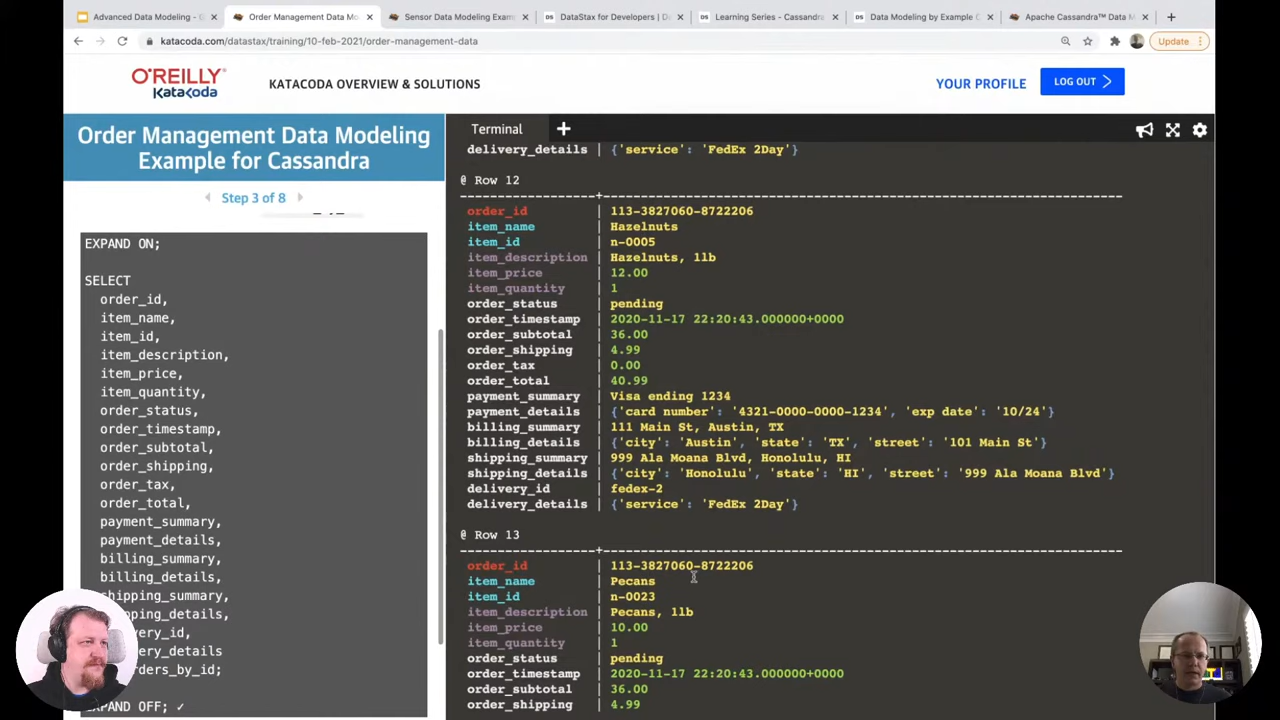 Advanced Data Modeling - G
Order Management Data Mo
Sensor Data Modeling Exam
DataStax for Developers | D
Learning Series - Cassandra
Data Modeling by Example C
Apache Cassandra™ Data M
katacoda.com/datastax/training/10-feb-2021/order-management-data
Update
O'REILLY
Katacoda
KATACODA OVERVIEW & SOLUTIONS
YOUR PROFILE
LOG OUT
Order Management Data Modeling
Example for Cassandra
Step 3 of 8
EXPAND ON;
SELECT
order_id,
item_name,
item_id,
item_description,
item_price,
item_quantity,
order_status,
order_timestamp,
order_subtotal,
order_shipping,
order_tax,
order_total,
payment_summary,
payment_details,
billing_summary,
billing_details,
shipping_summary,
hipping_details,
very_id,
very_details
orders_by_id;
EXPAND OFF; ✓
Terminal
delivery_details | {'service': 'FedEx 2Day'}
@ Row 12
------------------+------------------------------------------------------------------
order_id | 113-3827060-8722206
item_name | Hazelnuts
item_id | n-0005
item_description | Hazelnuts, 1lb
item_price | 12.00
item_quantity | 1
order_status | pending
order_timestamp | 2020-11-17 22:20:43.000000+0000
order_subtotal | 36.00
order_shipping | 4.99
order_tax | 0.00
order_total | 40.99
payment_summary | Visa ending 1234
payment_details | {'card number': '4321-0000-0000-1234', 'exp date': '10/24'}
billing_summary | 111 Main St, Austin, TX
billing_details | {'city': 'Austin', 'state': 'TX', 'street': '101 Main St'}
shipping_summary | 999 Ala Moana Blvd, Honolulu, HI
shipping_details | {'city': 'Honolulu', 'state': 'HI', 'street': '999 Ala Moana Blvd'}
delivery_id | fedex-2
delivery_details | {'service': 'FedEx 2Day'}
@ Row 13
------------------+------------------------------------------------------------------
order_id | 113-3827060-8722206
item_name | Pecans
item_id | n-0023
item_description | Pecans, 1lb
item_price | 10.00
item_quantity | 1
order_status | pending
order_timestamp | 2020-11-17 22:20:43.000000+0000
order_subtotal | 36.00
order_shipping | 4.99